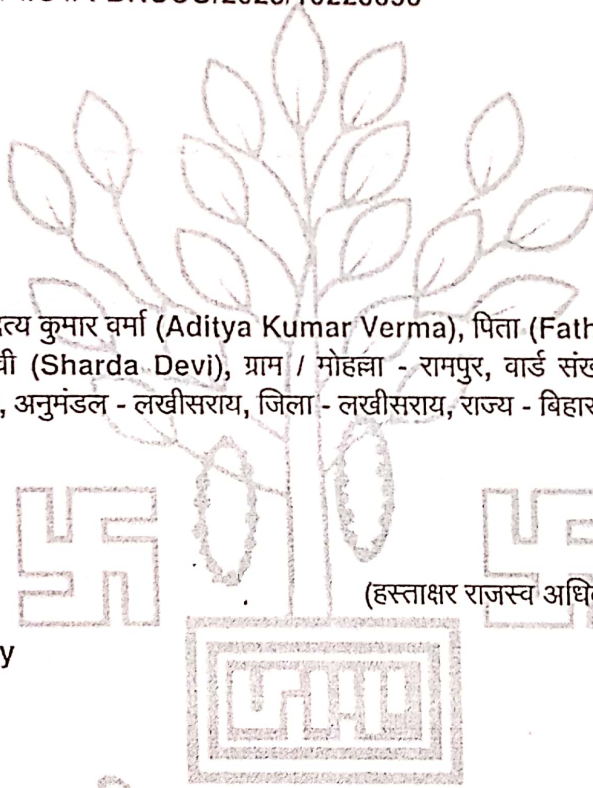 त्य कुमार वर्मा (Aditya Kumar Verma), पिता (Fath
वी (Sharda Devi), ग्राम / मोहल्ला - रामपुर, वार्ड संख
, अनुमंडल - लखीसराय, जिला - लखीसराय, राज्य - बिहार
(हस्ताक्षर राजस्व अधि
y